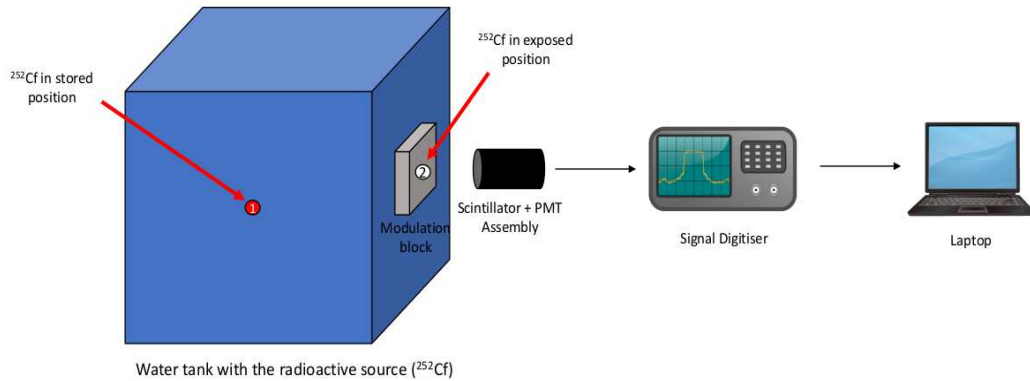 ²⁵²Cf in stored
position
²⁵²Cf in exposed
position
1
2
Modulation
block
Scintillator + PMT
Assembly
Signal Digitiser
Laptop
Water tank with the radioactive source (²⁵²Cf)